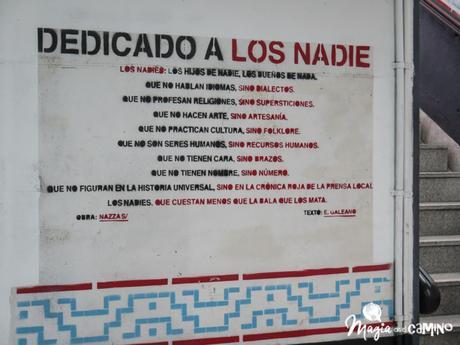 DEDICADO A LOS NADIE
LOS NADIES: LOS HIJOS DE NADIE, LOS DUEÑOS DE NADA.
QUE NO HABLAN IDIOMAS, SINO DIALECTOS.
QUE NO PROFESAN RELIGIONES, SINO SUPERSTICIONES.
QUE NO HACEN ARTE, SINO ARTESANÍA.
QUE NO PRACTICAN CULTURA, SINO FOLKLORE.
QUE NO SON SERES HUMANOS, SINO RECURSOS HUMANOS.
QUE NO TIENEN CARA, SINO BRAZOS.
QUE NO TIENEN NOMBRE, SINO NÚMERO.
QUE NO FIGURAN EN LA HISTORIA UNIVERSAL, SINO EN LA CRÓNICA ROJA DE LA PRENSA LOCAL
LOS NADIES. QUE CUESTAN MENOS QUE LA BALA QUE LOS MATA.
OBRA: NAZZA S/ TEXTO: E. GALEANO
Magia en el CAMINO